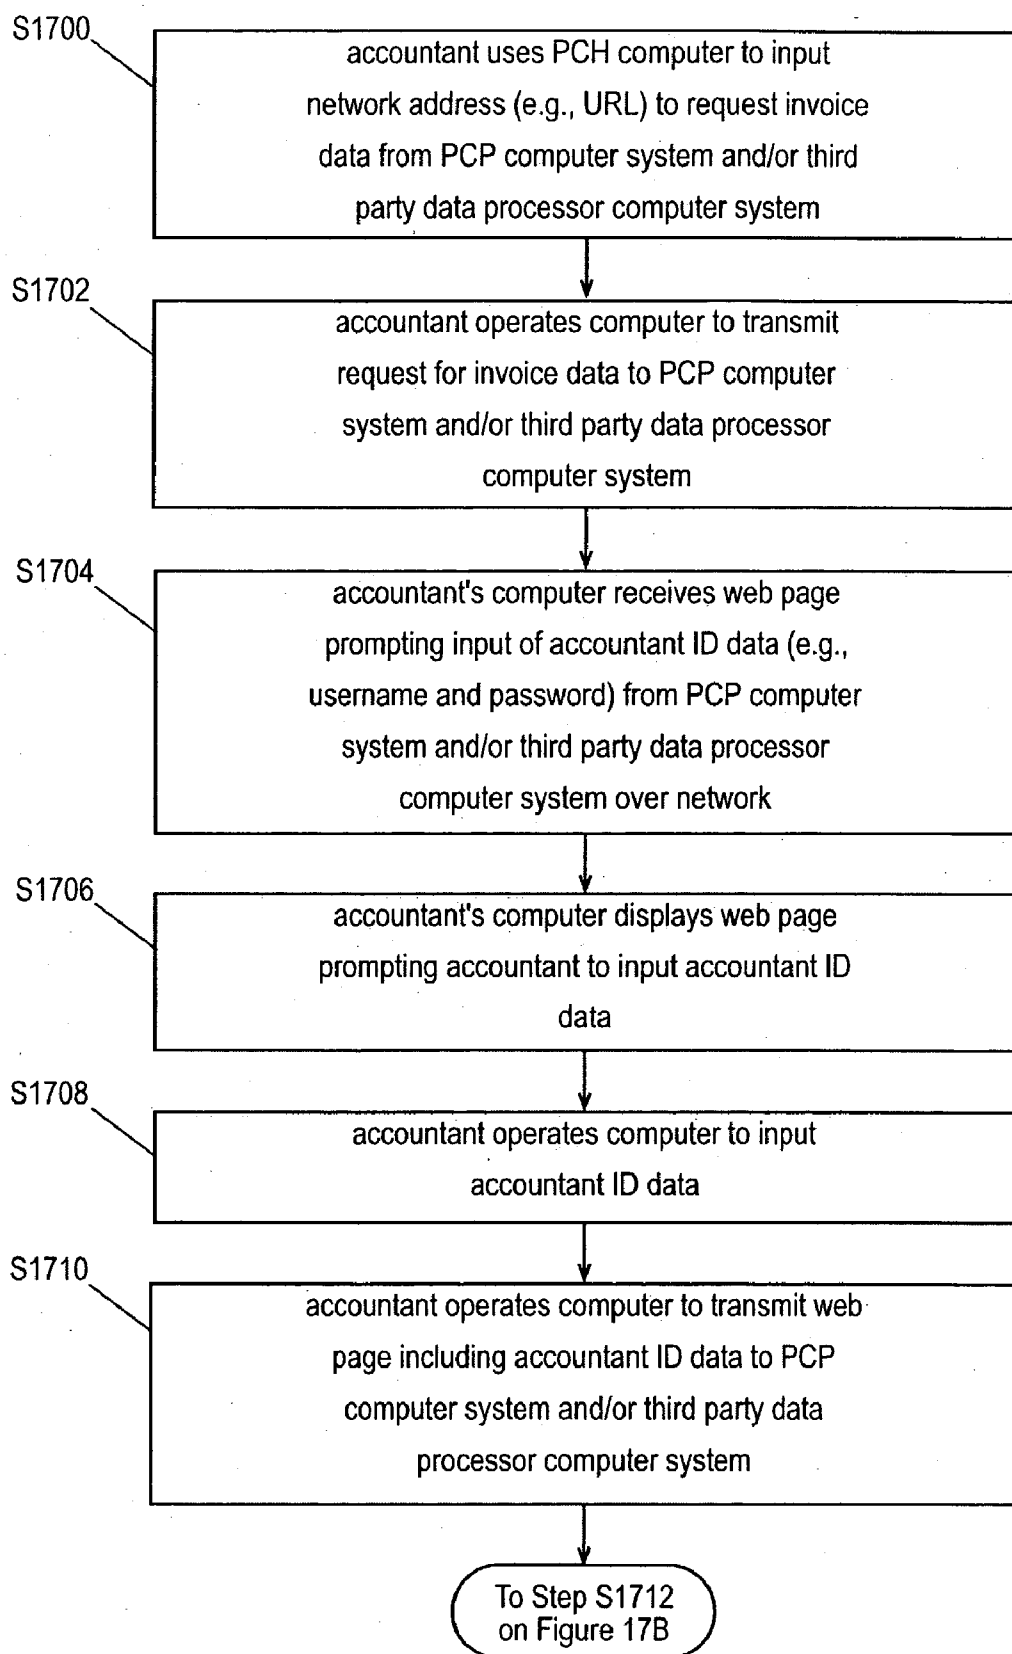 S1700
accountant uses PCH computer to input
network address (e.g., URL) to request invoice
data from PCP computer system and/or third
party data processor computer system
S1702
accountant operates computer to transmit
request for invoice data to PCP computer
system and/or third party data processor
computer system
S1704
accountant's computer receives web page
prompting input of accountant ID data (e.g.,
username and password) from PCP computer
system and/or third party data processor
computer system over network
S1706
accountant's computer displays web page
prompting accountant to input accountant ID
data
S1708
accountant operates computer to input
accountant ID data
S1710
accountant operates computer to transmit web
page including accountant ID data to PCP
computer system and/or third party data
processor computer system
To Step S1712
on Figure 17B